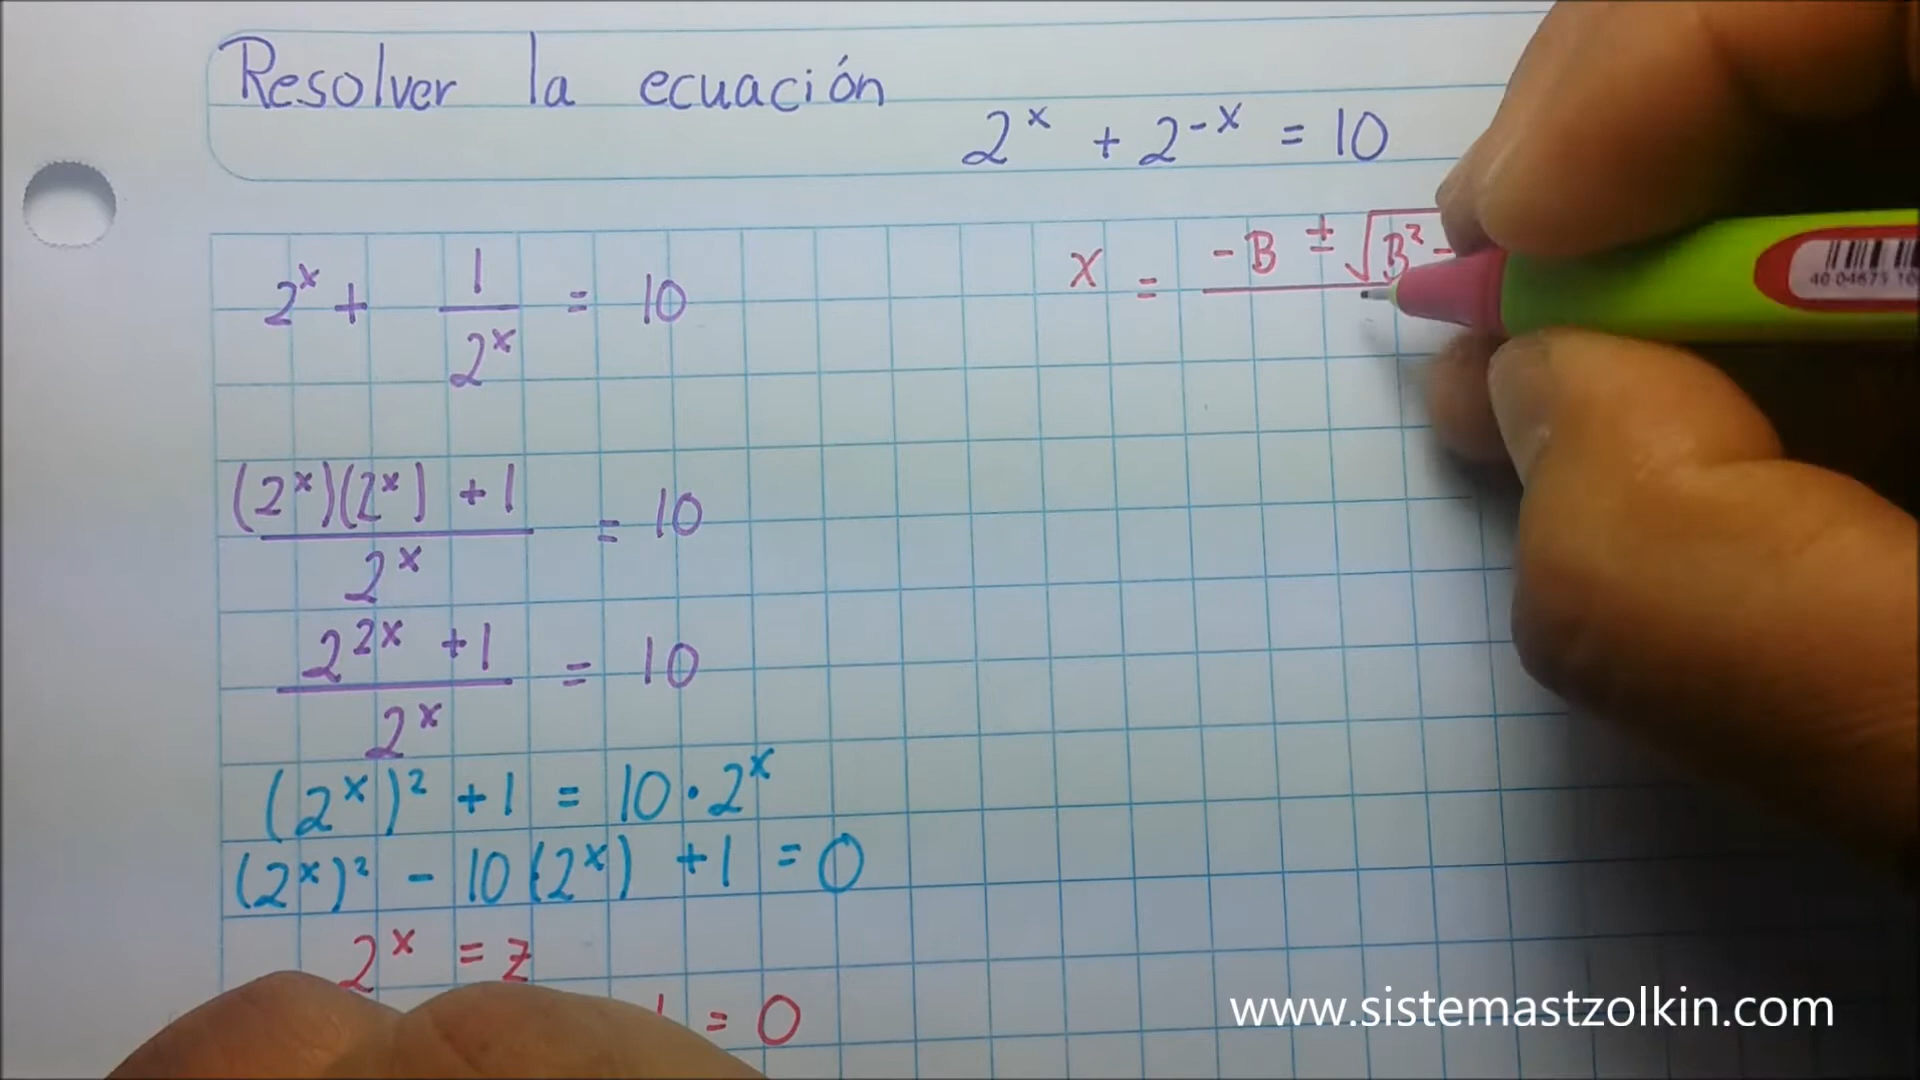 Resolver la ecuación
2^x + 2^-x = 10
2^x + 1/2^x = 10
(2^x)(2^x) + 1 / 2^x = 10
2^2x + 1 / 2^x = 10
(2^x)² + 1 = 10 · 2^x
(2^x)² - 10(2^x) + 1 = 0
2^x = z
1 = 0
x = -B ± √B² -
www.sistemastzolkin.com